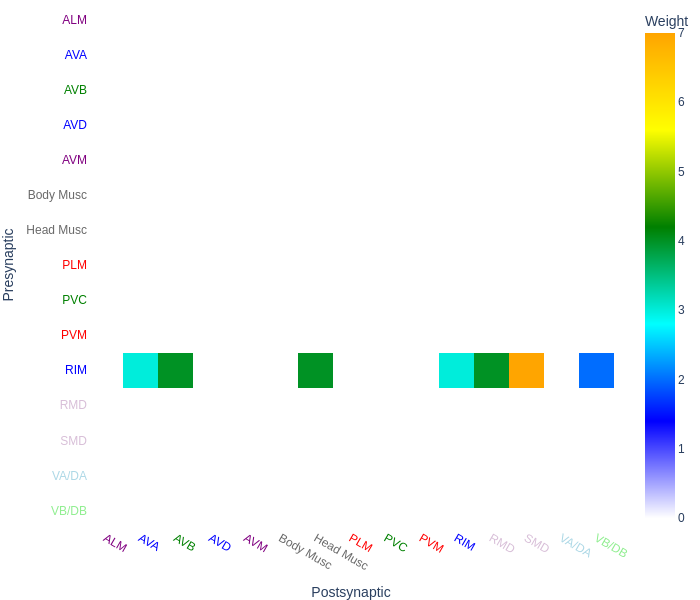 Weight
7
6
5
4
3
2
1
0
Presynaptic
ALM
AVA
AVB
AVD
AVM
Body Musc
Head Musc
PLM
PVC
PVM
RIM
RMD
SMD
VA/DA
VB/DB
ALM
AVA
AVB
AVD
AVM
Body Musc
Head Musc
PLM
PVC
PVM
RIM
RMD
SMD
VA/DA
VB/DB
Postsynaptic